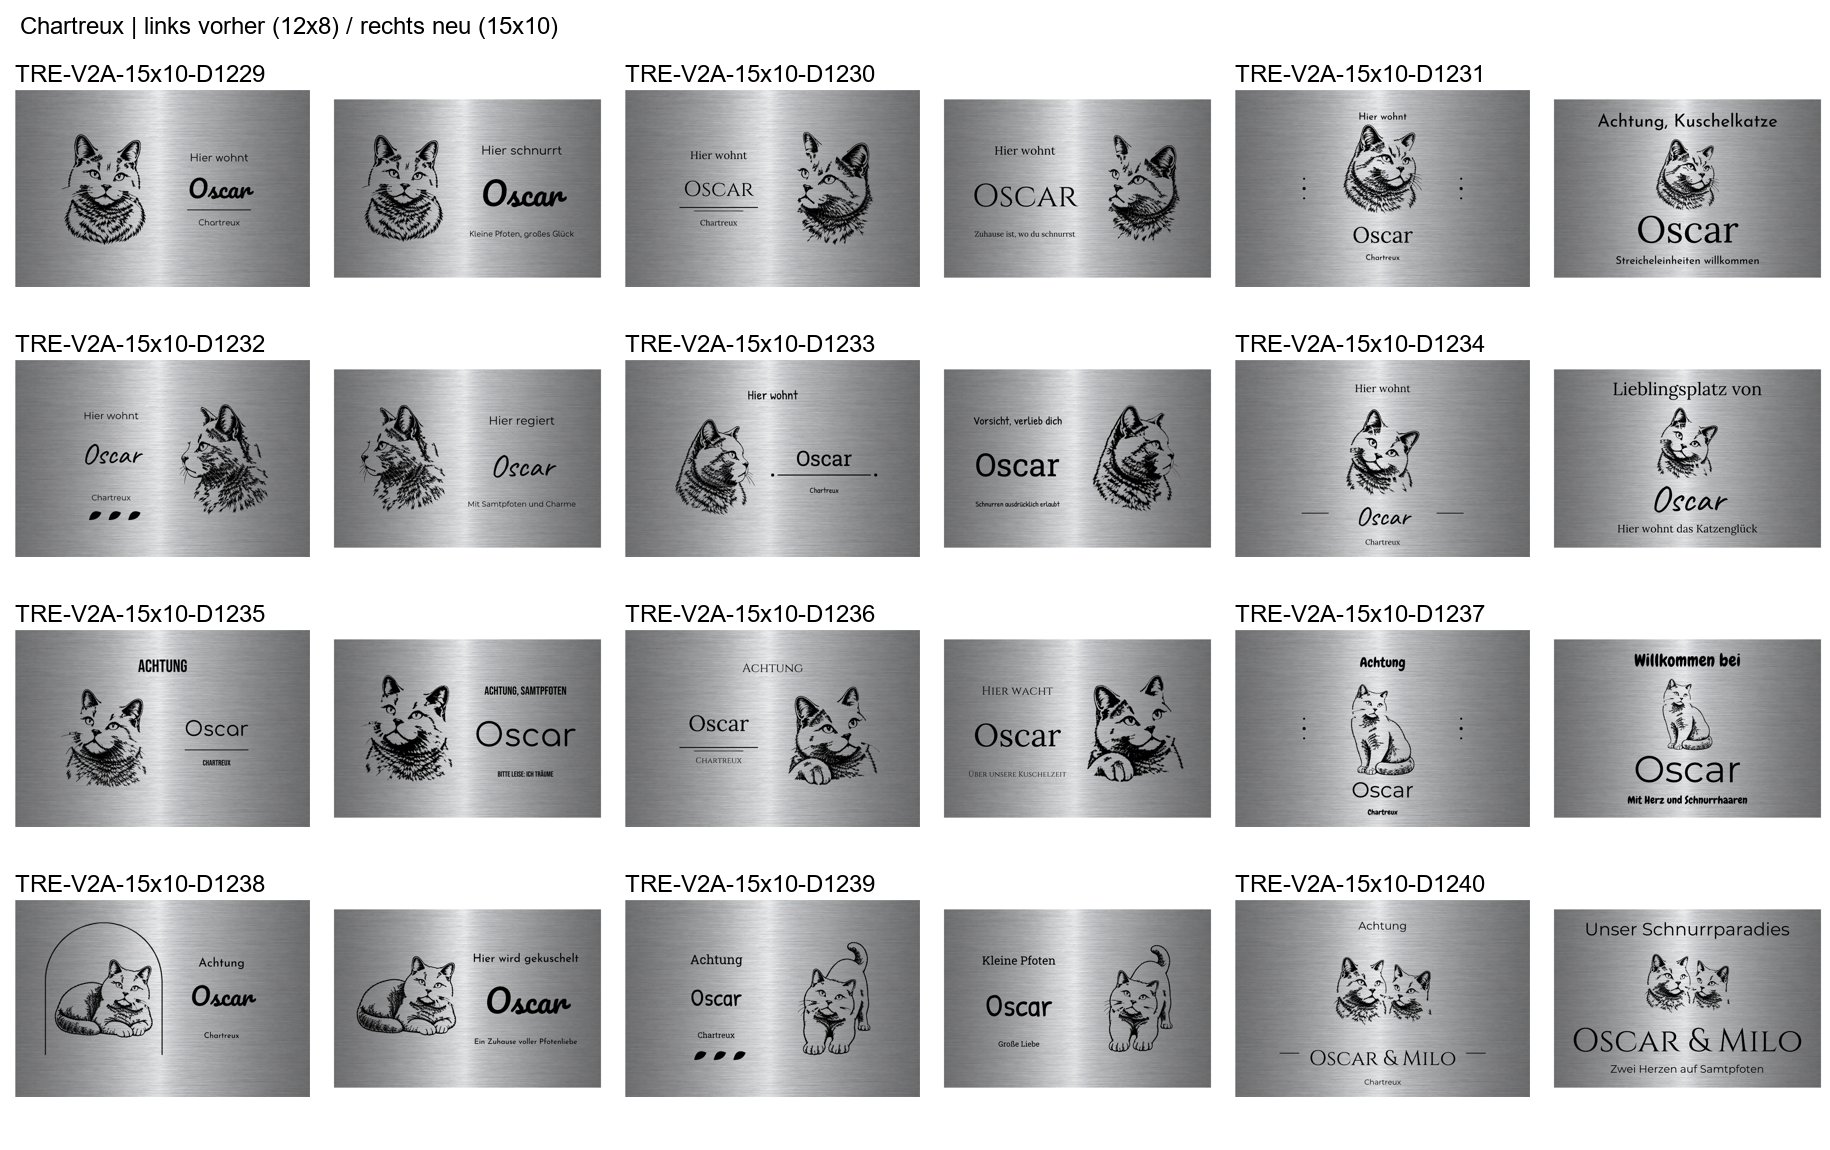 Chartreux | links vorher (12x8) / rechts neu (15x10)
TRE-V2A-15x10-D1229
Hier wohnt
Oscar
Chartreux
Hier schnurrt
Oscar
Kleine Pfoten, großes Glück
TRE-V2A-15x10-D1230
Hier wohnt
Oscar
Chartreux
Hier wohnt
Oscar
Zuhause ist, wo du schnurrst
TRE-V2A-15x10-D1231
Hier wohnt
Oscar
Chartreux
Achtung, Kuschelkatze
Oscar
Streicheleinheiten willkommen
TRE-V2A-15x10-D1232
Hier wohnt
Oscar
Chartreux
Hier regiert
Oscar
Mit Samtpfoten und Charme
TRE-V2A-15x10-D1233
Hier wohnt
Oscar
Chartreux
Vorsicht, verlieb dich
Oscar
Schnurren ausdrücklich erlaubt
TRE-V2A-15x10-D1234
Hier wohnt
Oscar
Chartreux
Lieblingsplatz von
Oscar
Hier wohnt das Katzenglück
TRE-V2A-15x10-D1235
ACHTUNG
Oscar
CHARTREUX
ACHTUNG, SAMTPFOTEN
Oscar
BITTE LEISE: ICH TRÄUME
TRE-V2A-15x10-D1236
Achtung
Oscar
Chartreux
Hier wacht
Oscar
Über unsere Kuschelzeit
TRE-V2A-15x10-D1237
Achtung
Oscar
Chartreux
Willkommen bei
Oscar
Mit Herz und Schnurrhaaren
TRE-V2A-15x10-D1238
Achtung
Oscar
Chartreux
Hier wird gekuschelt
Oscar
Ein Zuhause voller Pfotenliebe
TRE-V2A-15x10-D1239
Achtung
Oscar
Chartreux
Kleine Pfoten
Oscar
Große Liebe
TRE-V2A-15x10-D1240
Achtung
Oscar & Milo
Chartreux
Unser Schnurrparadies
Oscar & Milo
Zwei Herzen auf Samtpfoten